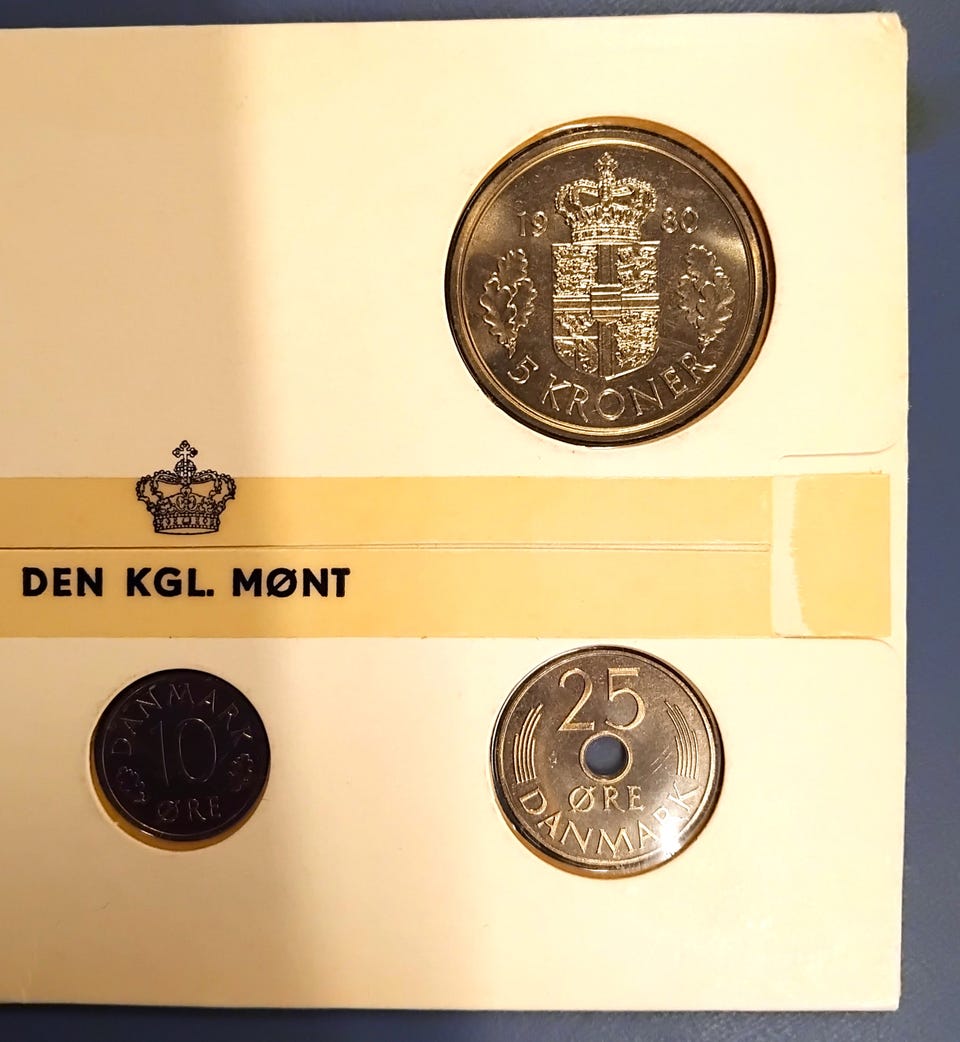 19 80
5 KRONER
DEN KGL. MØNT
DANMARK
10
ØRE
25
ØRE
DANMARK